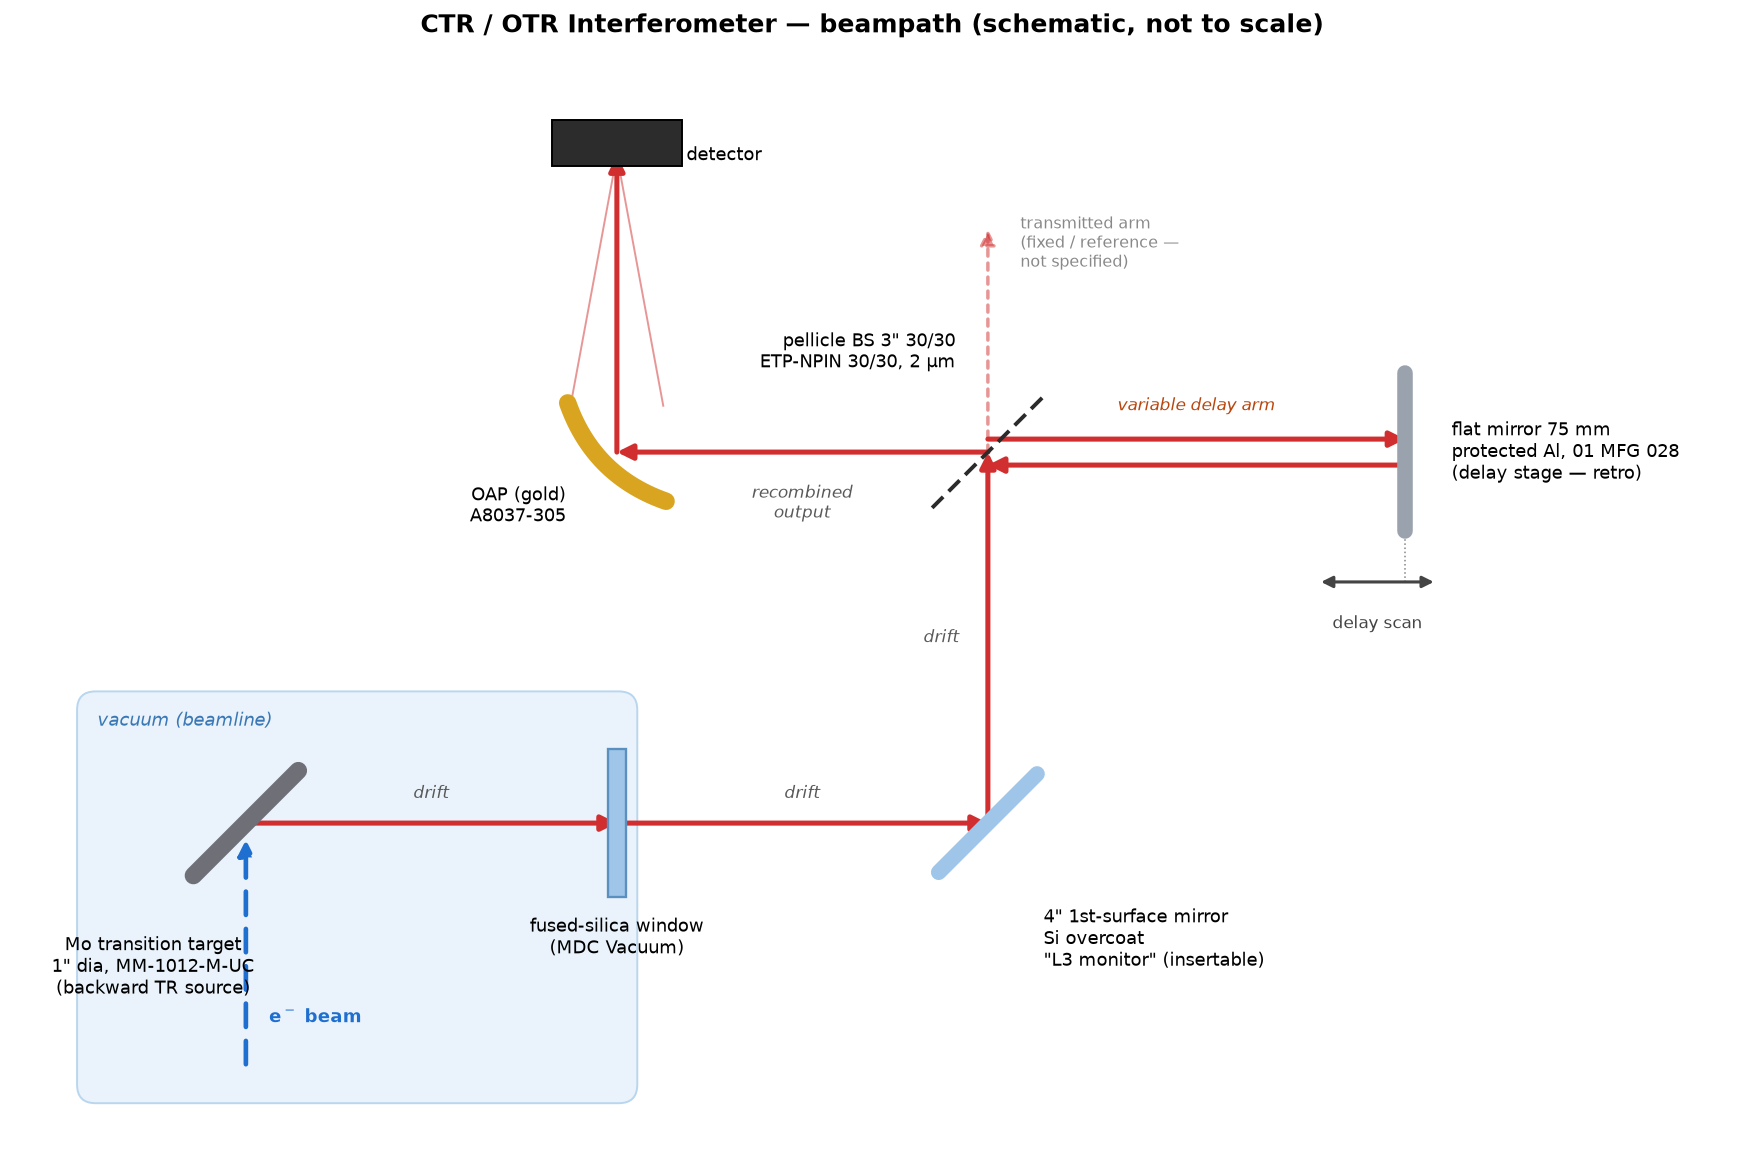 CTR / OTR Interferometer — beampath (schematic, not to scale)
detector
transmitted arm
(fixed / reference —
not specified)
pellicle BS 3" 30/30
ETP-NPIN 30/30, 2 µm
variable delay arm
flat mirror 75 mm
protected Al, 01 MFG 028
(delay stage — retro)
OAP (gold)
A8037-305
recombined
output
delay scan
drift
vacuum (beamline)
drift
drift
fused-silica window
(MDC Vacuum)
4" 1st-surface mirror
Si overcoat
"L3 monitor" (insertable)
Mo transition target
1" dia, MM-1012-M-UC
(backward TR source)
e⁻ beam